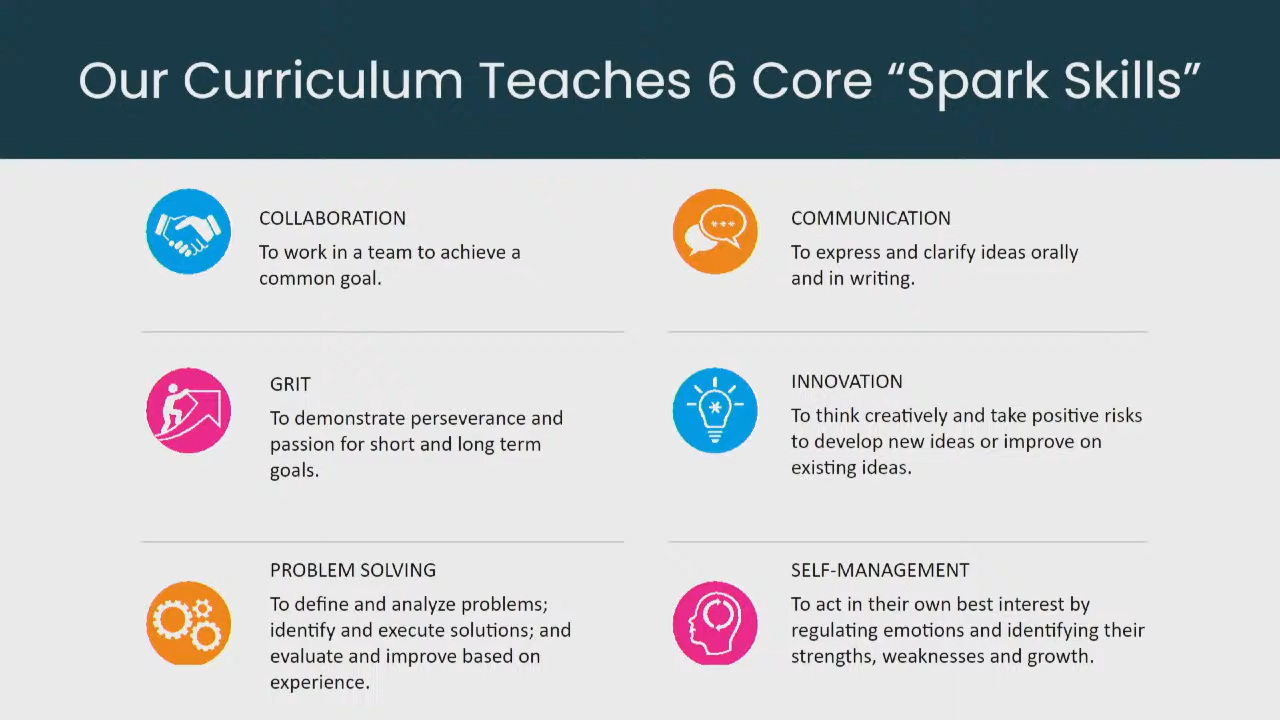 Our Curriculum Teaches 6 Core “Spark Skills”
COLLABORATION
To work in a team to achieve a
common goal.
COMMUNICATION
To express and clarify ideas orally
and in writing.
GRIT
To demonstrate perseverance and
passion for short and long term
goals.
INNOVATION
To think creatively and take positive risks
to develop new ideas or improve on
existing ideas.
PROBLEM SOLVING
To define and analyze problems;
identify and execute solutions; and
evaluate and improve based on
experience.
SELF-MANAGEMENT
To act in their own best interest by
regulating emotions and identifying their
strengths, weaknesses and growth.